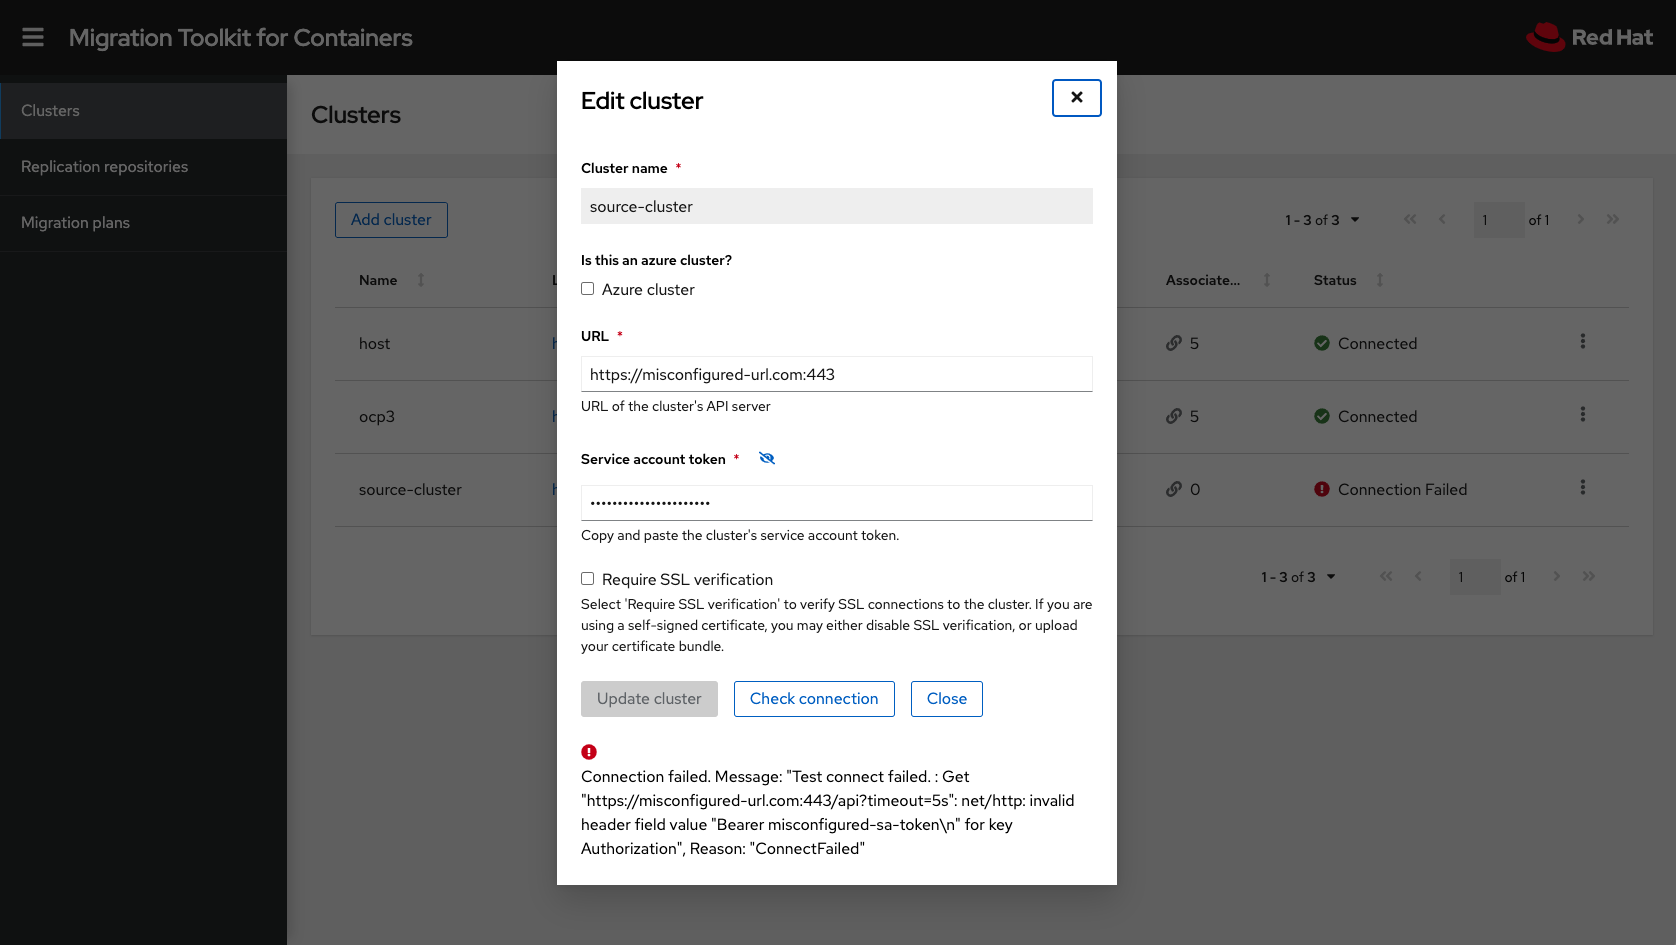 Migration Toolkit for Containers
Red Hat
Clusters
Replication repositories
Migration plans
Clusters
Add cluster
1 - 3 of 3
1
of 1
Name
Associate...
Status
host
5
Connected
ocp3
5
Connected
source-cluster
0
Connection Failed
1 - 3 of 3
1
of 1
Edit cluster
Cluster name *
source-cluster
Is this an azure cluster?
Azure cluster
URL *
https://misconfigured-url.com:443
URL of the cluster's API server
Service account token *
••••••••••••••••••••••
Copy and paste the cluster's service account token.
Require SSL verification
Select 'Require SSL verification' to verify SSL connections to the cluster. If you are
using a self-signed certificate, you may either disable SSL verification, or upload
your certificate bundle.
Update cluster
Check connection
Close
Connection failed. Message: "Test connect failed. : Get
"https://misconfigured-url.com:443/api?timeout=5s": net/http: invalid
header field value "Bearer misconfigured-sa-token\n" for key
Authorization", Reason: "ConnectFailed"